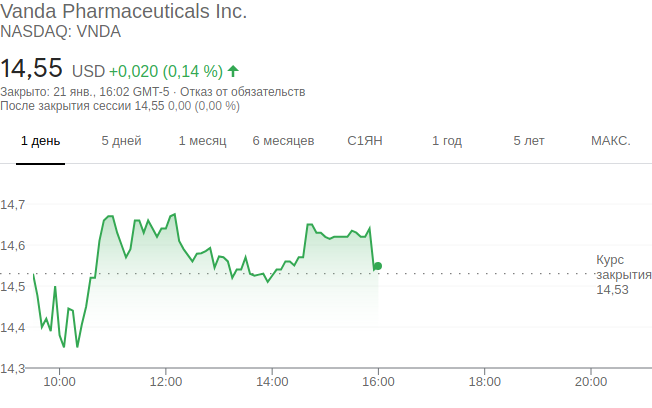 Vanda Pharmaceuticals Inc.
NASDAQ: VNDA
14,55 USD +0,020 (0,14 %)
Закрыто: 21 янв., 16:02 GMT-5 · Отказ от обязательств
После закрытия сессии 14,55 0,00 (0,00 %)
1 день 5 дней 1 месяц 6 месяцев С1ЯН 1 год 5 лет МАКС.
14,7
14,6
Курс
закрытия
14,53
14,5
14,4
14,3
10:00 12:00 14:00 16:00 18:00 20:00